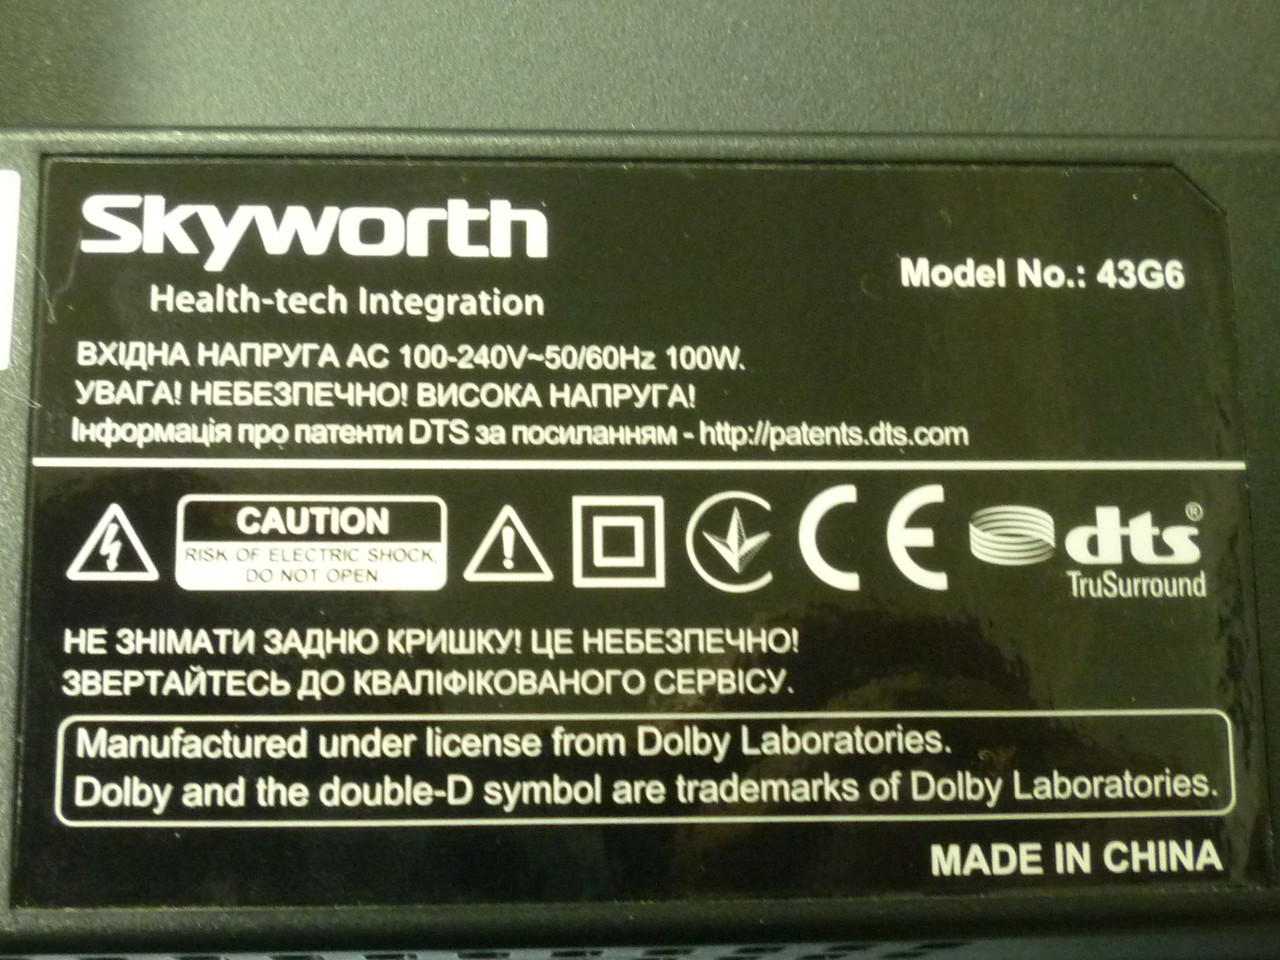 Skyworth
Health-tech Integration
Model No.: 43G6
ВХІДНА НАПРУГА AC 100-240V~50/60Hz 100W.
УВАГА! НЕБЕЗПЕЧНО! ВИСОКА НАПРУГА!
Інформація про патенти DTS за посиланням - http://patents.dts.com
CAUTION
RISK OF ELECTRIC SHOCK,
DO NOT OPEN
CE
dts®
TruSurround
НЕ ЗНІМАТИ ЗАДНЮ КРИШКУ! ЦЕ НЕБЕЗПЕЧНО!
ЗВЕРТАЙТЕСЬ ДО КВАЛІФІКОВАНОГО СЕРВІСУ.
Manufactured under license from Dolby Laboratories.
Dolby and the double-D symbol are trademarks of Dolby Laboratories.
MADE IN CHINA